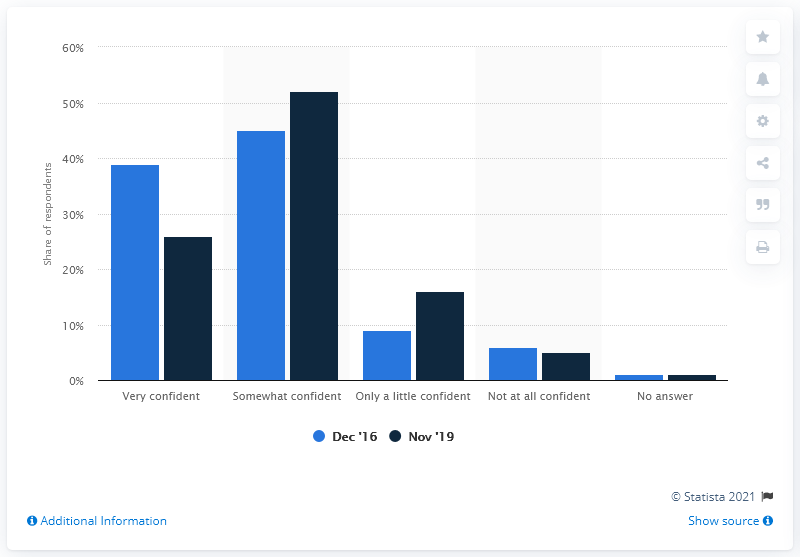 60%
50%
40%
30%
20%
10%
0%
Share of respondents
Very confident
Somewhat confident
Only a little confident
Not at all confident
No answer
Dec '16 Nov '19
© Statista 2021
Additional Information
Show source